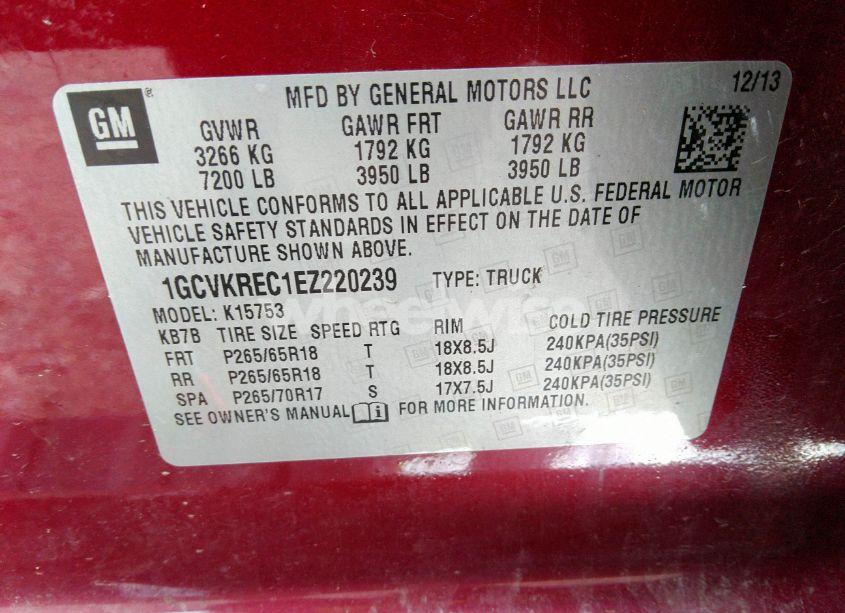 GM
MFD BY GENERAL MOTORS LLC
12/13
GVWR GAWR FRT GAWR RR
3266 KG 1792 KG 1792 KG
7200 LB 3950 LB 3950 LB
THIS VEHICLE CONFORMS TO ALL APPLICABLE U.S. FEDERAL MOTOR
VEHICLE SAFETY STANDARDS IN EFFECT ON THE DATE OF
MANUFACTURE SHOWN ABOVE.
1GCVKREC1EZ220239 TYPE: TRUCK
MODEL: K15753
KB7B TIRE SIZE SPEED RTG RIM COLD TIRE PRESSURE
FRT P265/65R18 T 18X8.5J 240KPA(35PSI)
RR P265/65R18 T 18X8.5J 240KPA(35PSI)
SPA P265/70R17 S 17X7.5J 240KPA(35PSI)
SEE OWNER'S MANUAL FOR MORE INFORMATION.